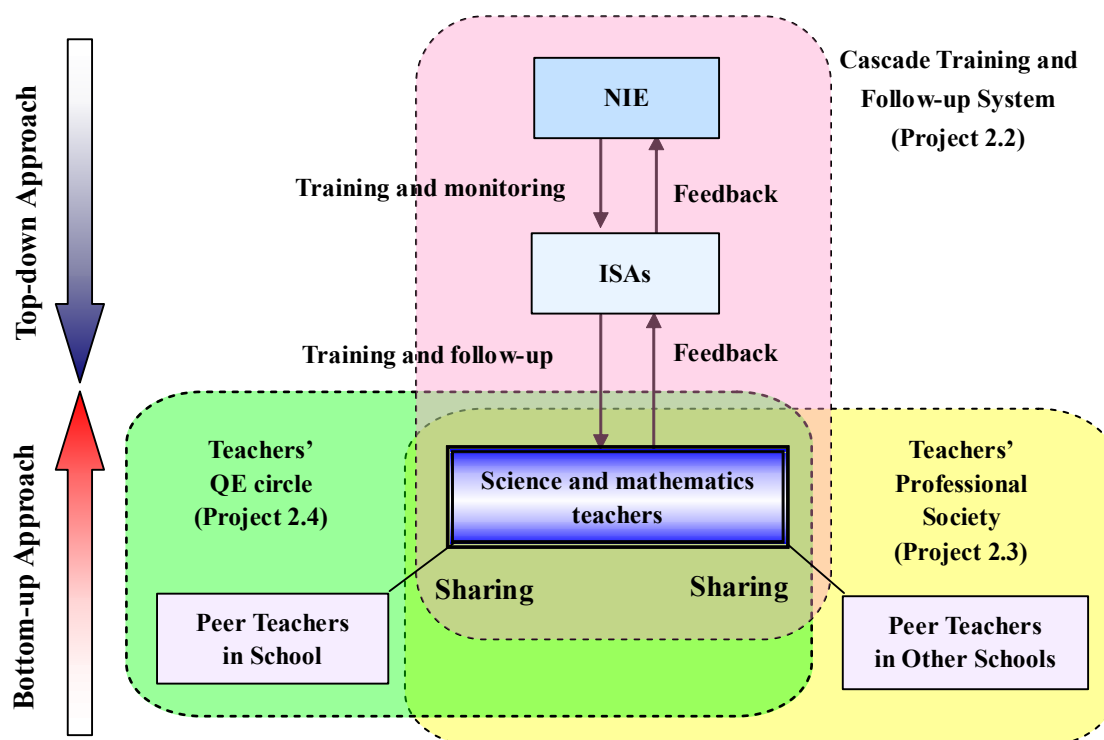 Top-down Approach
Bottom-up Approach
Cascade Training and
Follow-up System
(Project 2.2)
NIE
Training and monitoring
Feedback
ISAs
Training and follow-up
Feedback
Teachers’
QE circle
(Project 2.4)
Science and mathematics
teachers
Teachers’
Professional
Society
(Project 2.3)
Sharing
Sharing
Peer Teachers
in School
Peer Teachers
in Other Schools